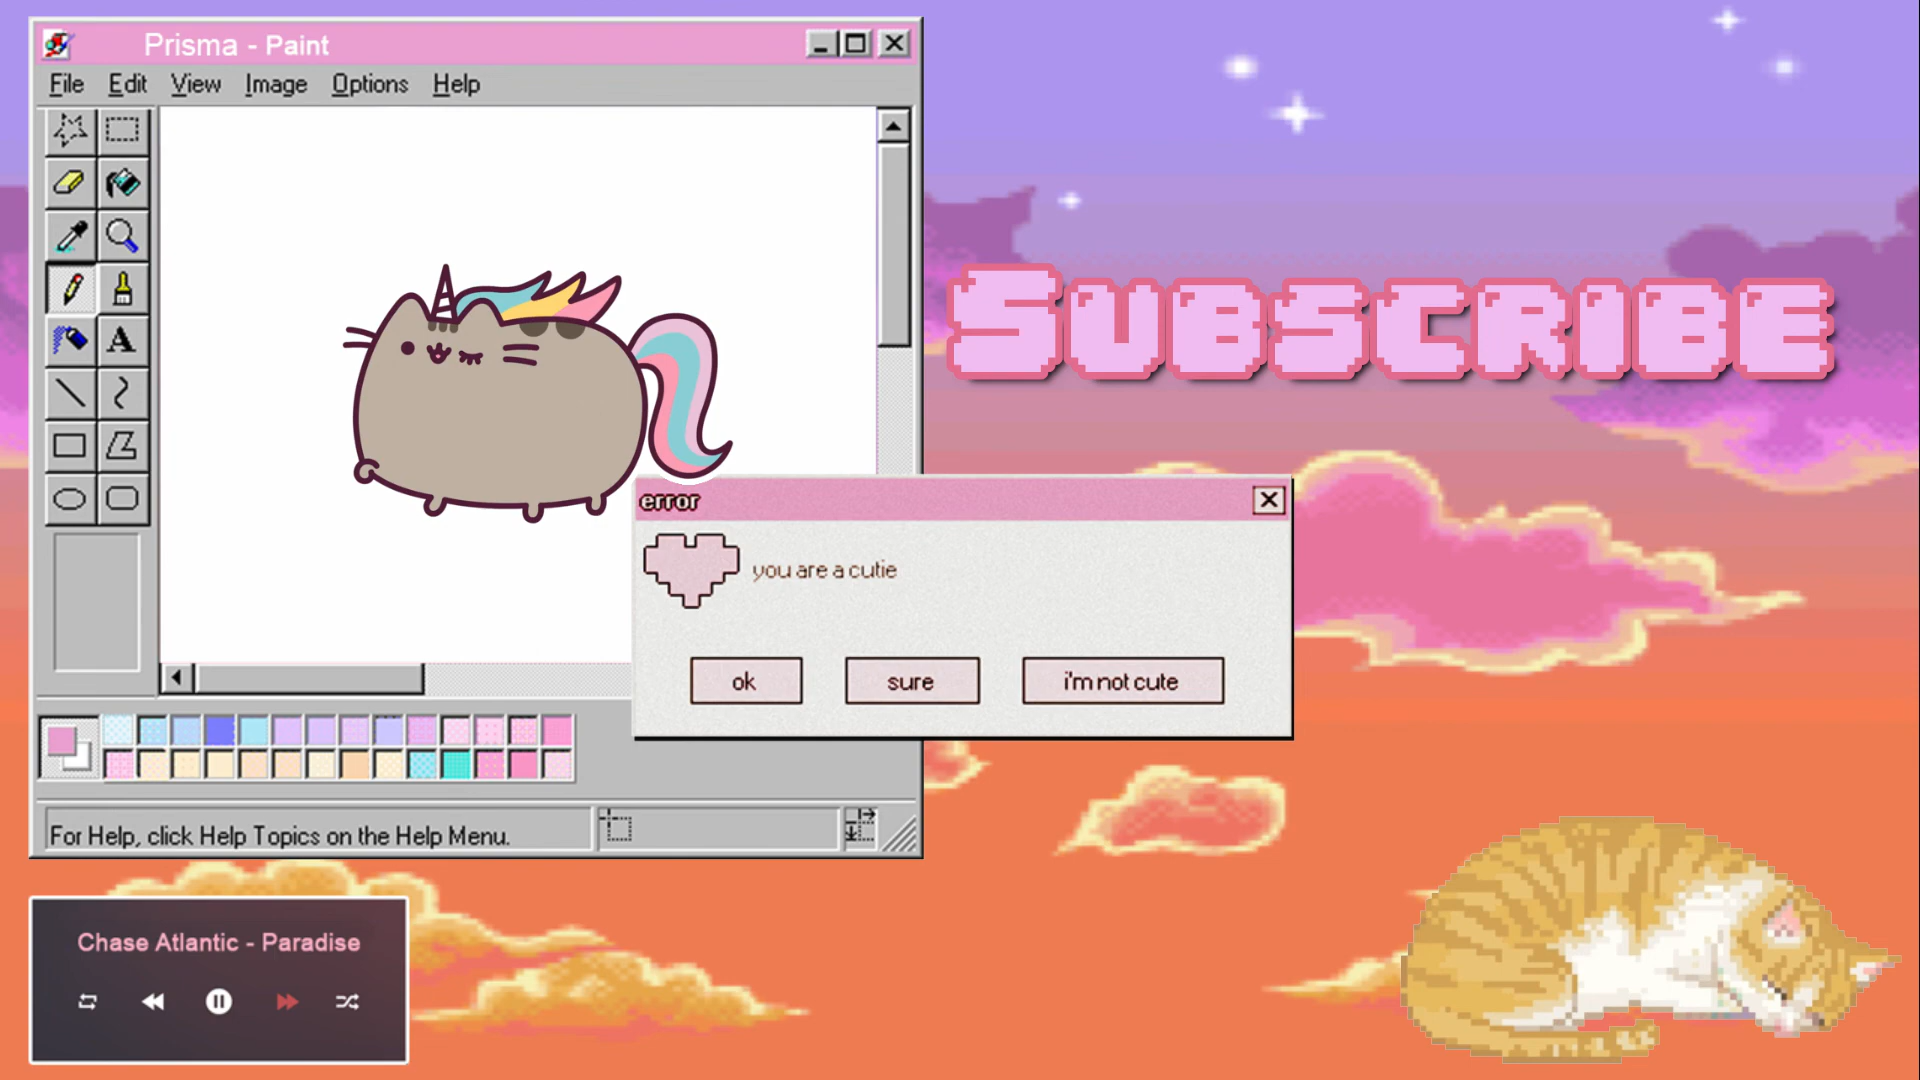 Prisma - Paint
File Edit View Image Options Help
A
Subscribe
error
you are a cutie
ok sure i'm not cute
For Help, click Help Topics on the Help Menu.
Chase Atlantic - Paradise